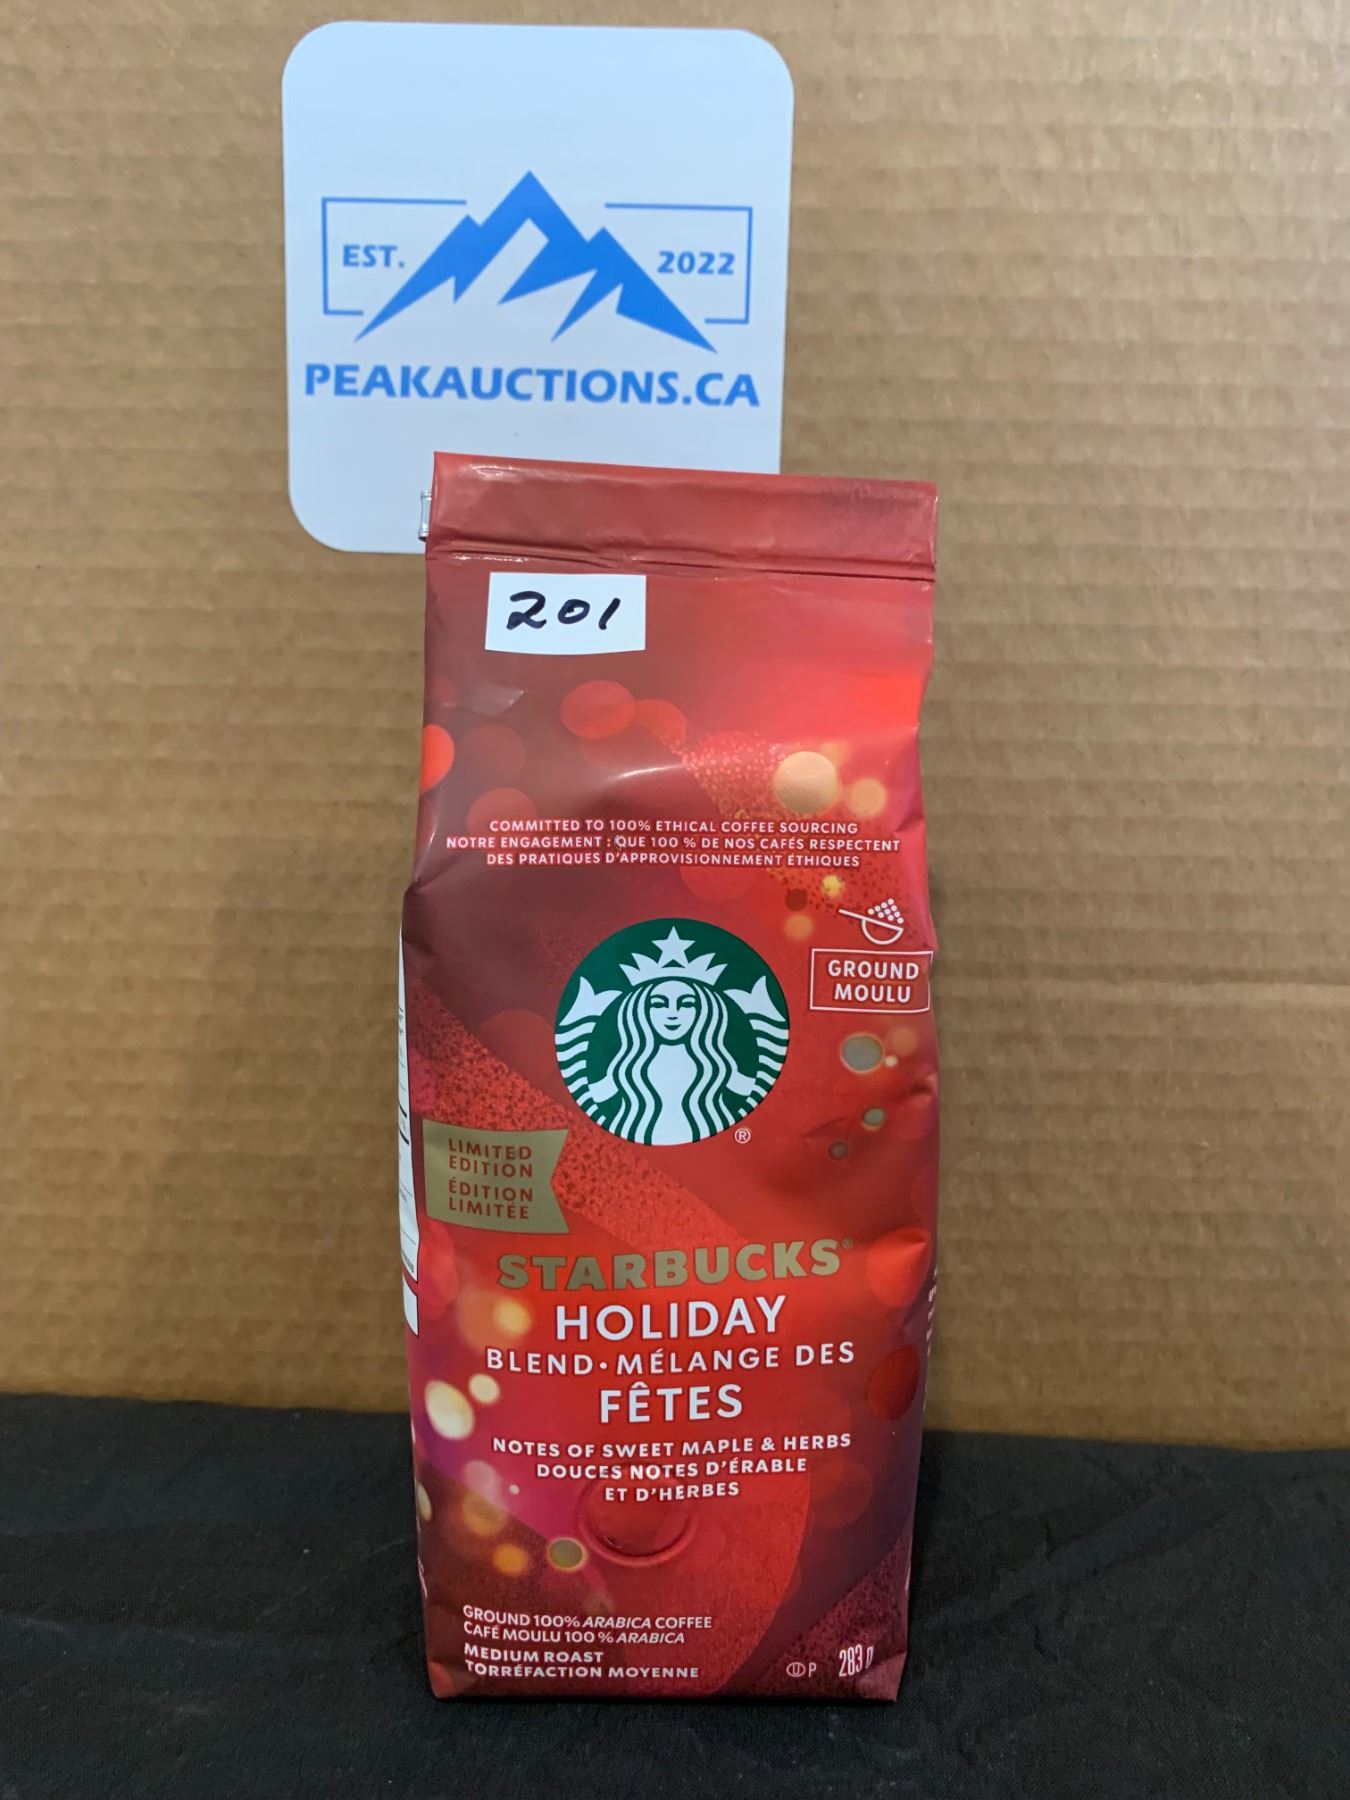 EST. 2022
PEAKAUCTIONS.CA
201
COMMITTED TO 100% ETHICAL COFFEE SOURCING
NOTRE ENGAGEMENT : QUE 100 % DE NOS CAFÉS RESPECTENT
DES PRATIQUES D'APPROVISIONNEMENT ÉTHIQUES
GROUND
MOULU
®
LIMITED
EDITION
ÉDITION
LIMITÉE
STARBUCKS®
HOLIDAY
BLEND • MÉLANGE DES
FÊTES
NOTES OF SWEET MAPLE & HERBS
DOUCES NOTES D'ÉRABLE
ET D'HERBES
GROUND 100% ARABICA COFFEE
CAFÉ MOULU 100 % ARABICA
MEDIUM ROAST
TORRÉFACTION MOYENNE
Ⓤ P 283 g